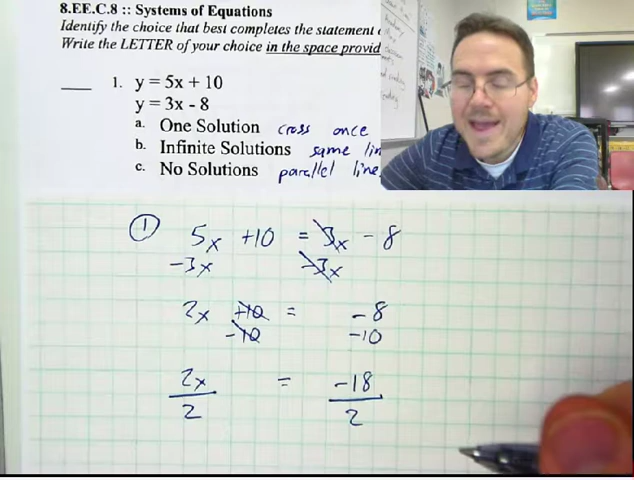 8.EE.C.8 :: Systems of Equations
Identify the choice that best completes the statement
Write the LETTER of your choice in the space provid
1. y = 5x + 10
y = 3x - 8
a. One Solution cross once
b. Infinite Solutions same lin
c. No Solutions parallel line
① 5x +10 = 3x - 8
-3x -3x
2x +10 = -8
-10 -10
2x = -18
2 2